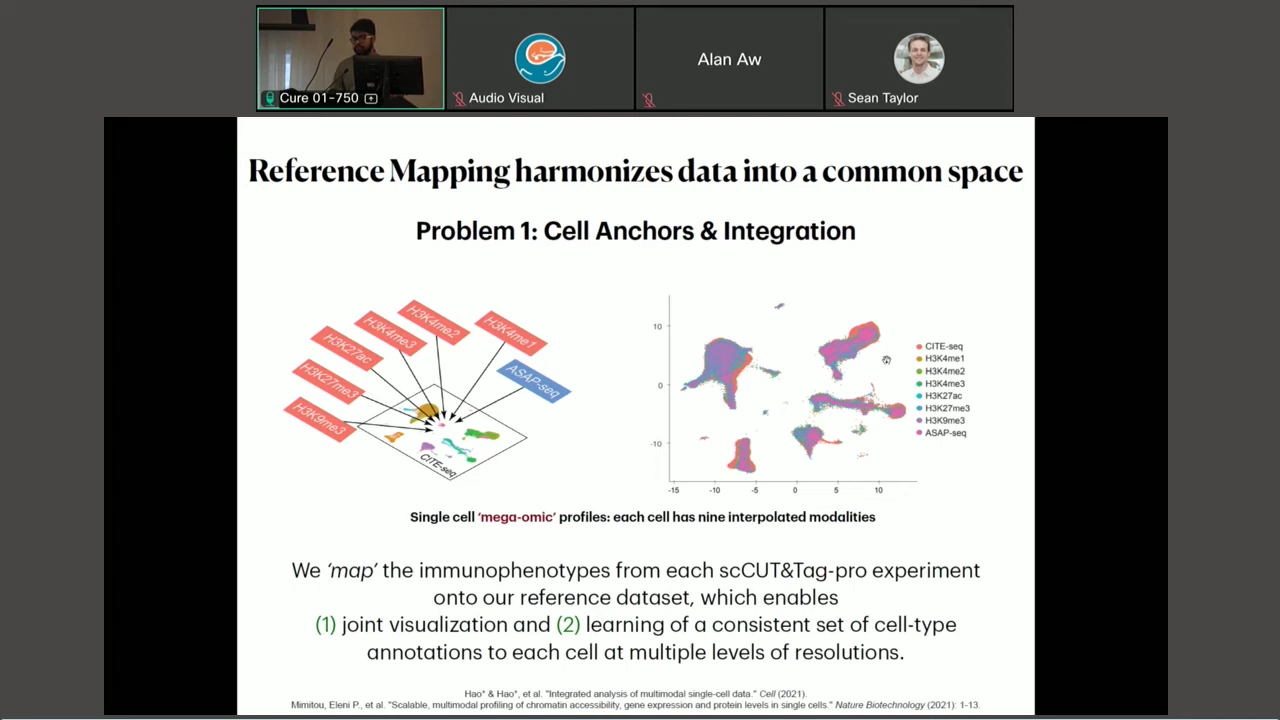 Cure 01-750
Audio Visual
Alan Aw
Sean Taylor
Reference Mapping harmonizes data into a common space
Problem 1: Cell Anchors & Integration
H3K4me1
H3K4me2
H3K4me3
H3K27ac
H3K27me3
H3K9me3
ASAP-seq
CITE-seq
10
0
-10
-15
-10
-5
0
5
10
CITE-seq
H3K4me1
H3K4me2
H3K4me3
H3K27ac
H3K27me3
H3K9me3
ASAP-seq
Single cell 'mega-omic' profiles: each cell has nine interpolated modalities
We 'map' the immunophenotypes from each scCUT&Tag-pro experiment
onto our reference dataset, which enables
(1) joint visualization and (2) learning of a consistent set of cell-type
annotations to each cell at multiple levels of resolutions.
Hao* & Hao*, et al. "Integrated analysis of multimodal single-cell data." Cell (2021).
Mimitou, Eleni P., et al. "Scalable, multimodal profiling of chromatin accessibility, gene expression and protein levels in single cells." Nature Biotechnology (2021): 1-13.